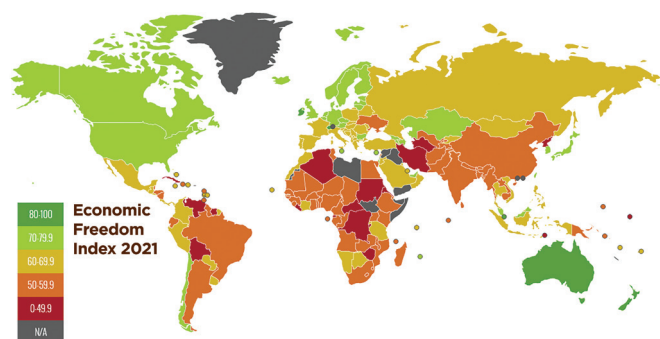 Economic
Freedom
Index 2021
80-100
70-79.9
60-69.9
50-59.9
0-49.9
N/A